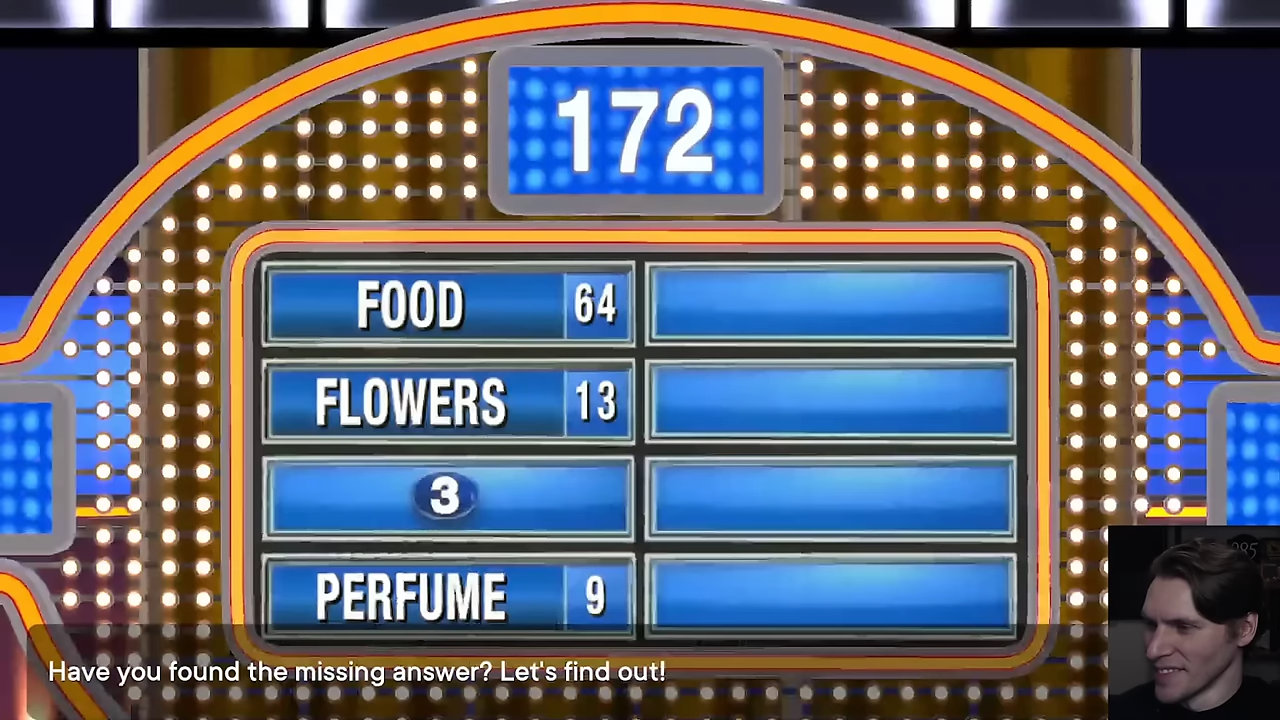 172
FOOD 64
FLOWERS 13
3
PERFUME 9
Have you found the missing answer? Let's find out!